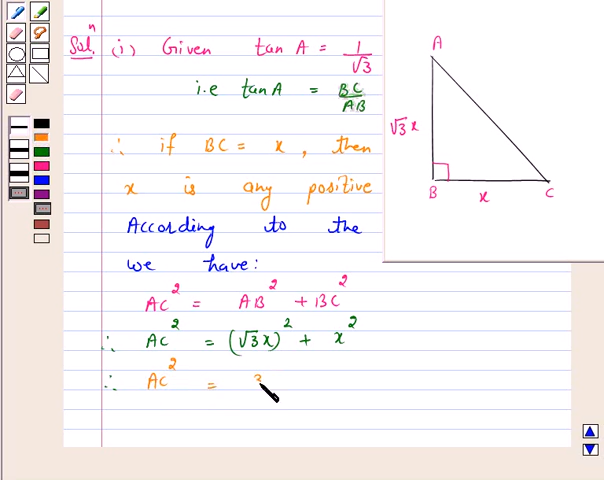 Solⁿ (i) Given tan A = 1/√3
i.e tan A = BC/AB
∴ if BC = x, then
x is any positive
According to the
we have:
AC² = AB² + BC²
∴ AC² = (√3x)² + x²
∴ AC² =
A
√3 x
B
x
C